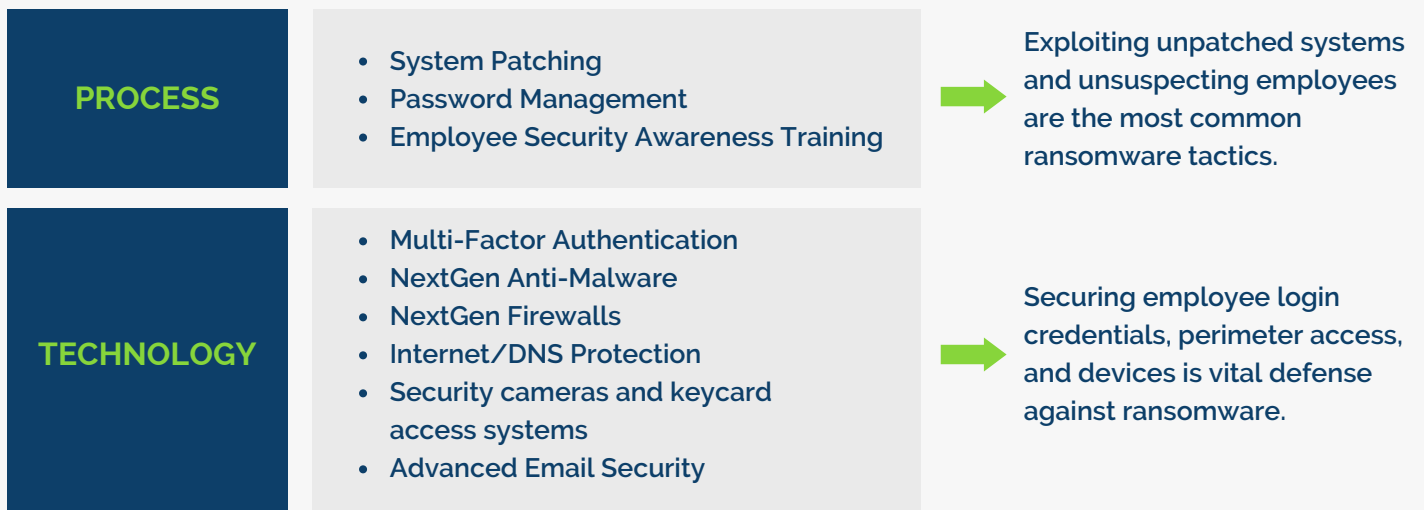 PROCESS
• System Patching
• Password Management
• Employee Security Awareness Training
Exploiting unpatched systems
and unsuspecting employees
are the most common
ransomware tactics.
TECHNOLOGY
• Multi-Factor Authentication
• NextGen Anti-Malware
• NextGen Firewalls
• Internet/DNS Protection
• Security cameras and keycard
access systems
• Advanced Email Security
Securing employee login
credentials, perimeter access,
and devices is vital defense
against ransomware.